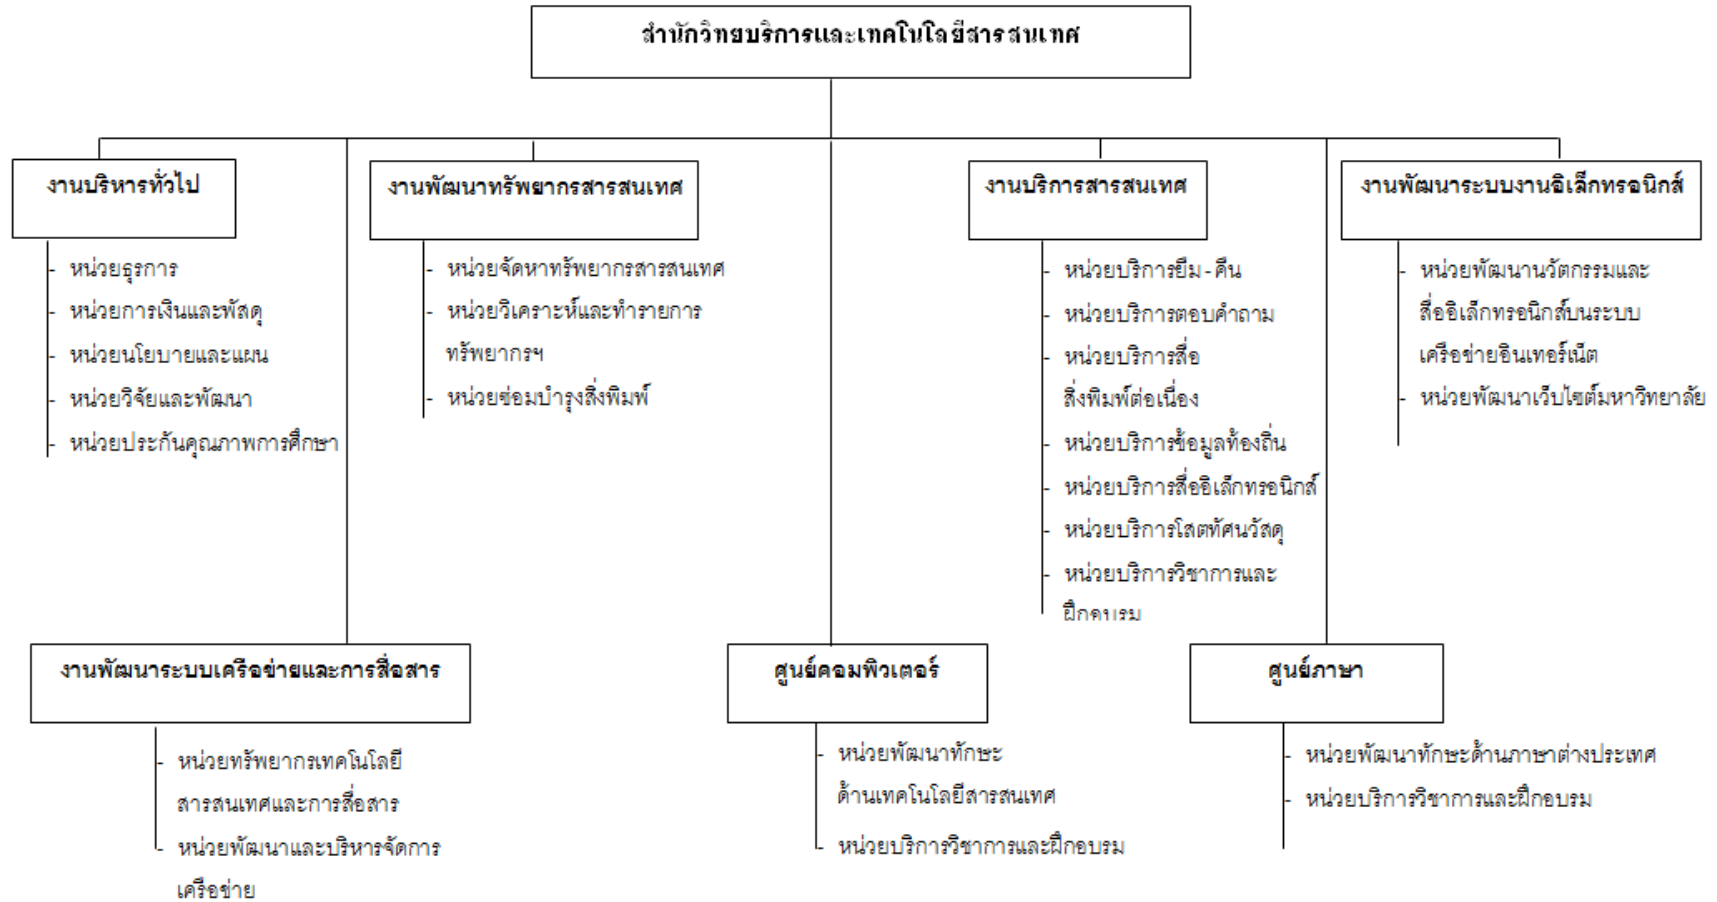 สำนักวิทยบริการและเทคโนโลยีสารสนเทศ
งานบริหารทั่วไป
- หน่วยธุรการ
- หน่วยการเงินและพัสดุ
- หน่วยนโยบายและแผน
- หน่วยวิจัยและพัฒนา
- หน่วยประกันคุณภาพการศึกษา
งานพัฒนาทรัพยากรสารสนเทศ
- หน่วยจัดหาทรัพยากรสารสนเทศ
- หน่วยวิเคราะห์และทำรายการ
ทรัพยากรฯ
- หน่วยซ่อมบำรุงสิ่งพิมพ์
งานบริการสารสนเทศ
- หน่วยบริการยืม - คืน
- หน่วยบริการตอบคำถาม
- หน่วยบริการสื่อ
สิ่งพิมพ์ต่อเนื่อง
- หน่วยบริการข้อมูลท้องถิ่น
- หน่วยบริการสื่ออิเล็กทรอนิกส์
- หน่วยบริการโสตทัศนวัสดุ
- หน่วยบริการวิชาการและ
ฝึกอบรม
งานพัฒนาระบบงานอิเล็กทรอนิกส์
- หน่วยพัฒนานวัตกรรมและ
สื่ออิเล็กทรอนิกส์บนระบบ
เครือข่ายอินเทอร์เน็ต
- หน่วยพัฒนาเว็บไซต์มหาวิทยาลัย
งานพัฒนาระบบเครือข่ายและการสื่อสาร
- หน่วยทรัพยากรเทคโนโลยี
สารสนเทศและการสื่อสาร
- หน่วยพัฒนาและบริหารจัดการ
เครือข่าย
ศูนย์คอมพิวเตอร์
- หน่วยพัฒนาทักษะ
ด้านเทคโนโลยีสารสนเทศ
- หน่วยบริการวิชาการและฝึกอบรม
ศูนย์ภาษา
- หน่วยพัฒนาทักษะด้านภาษาต่างประเทศ
- หน่วยบริการวิชาการและฝึกอบรม